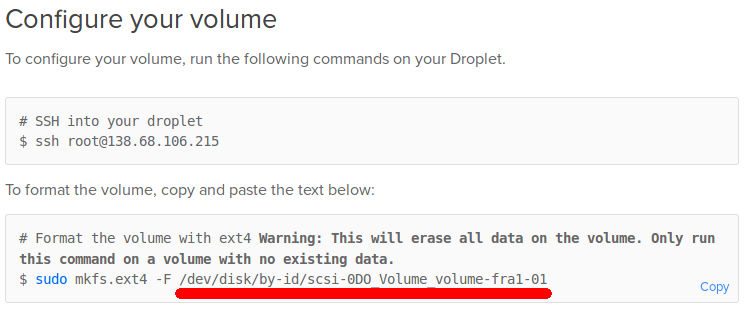 Configure your volume
To configure your volume, run the following commands on your Droplet.
# SSH into your droplet
$ ssh root@138.68.106.215
To format the volume, copy and paste the text below:
# Format the volume with ext4 Warning: This will erase all data on the volume. Only run
this command on a volume with no existing data.
$ sudo mkfs.ext4 -F /dev/disk/by-id/scsi-0DO_Volume_volume-fra1-01
Copy